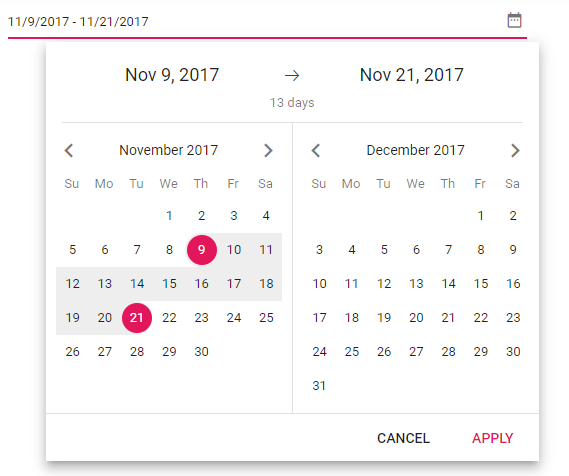 11/9/2017 - 11/21/2017
Nov 9, 2017 → Nov 21, 2017
13 days
November 2017
Su Mo Tu We Th Fr Sa
1 2 3 4
5 6 7 8 9 10 11
12 13 14 15 16 17 18
19 20 21 22 23 24 25
26 27 28 29 30
December 2017
Su Mo Tu We Th Fr Sa
1 2
3 4 5 6 7 8 9
10 11 12 13 14 15 16
17 18 19 20 21 22 23
24 25 26 27 28 29 30
31
CANCEL APPLY